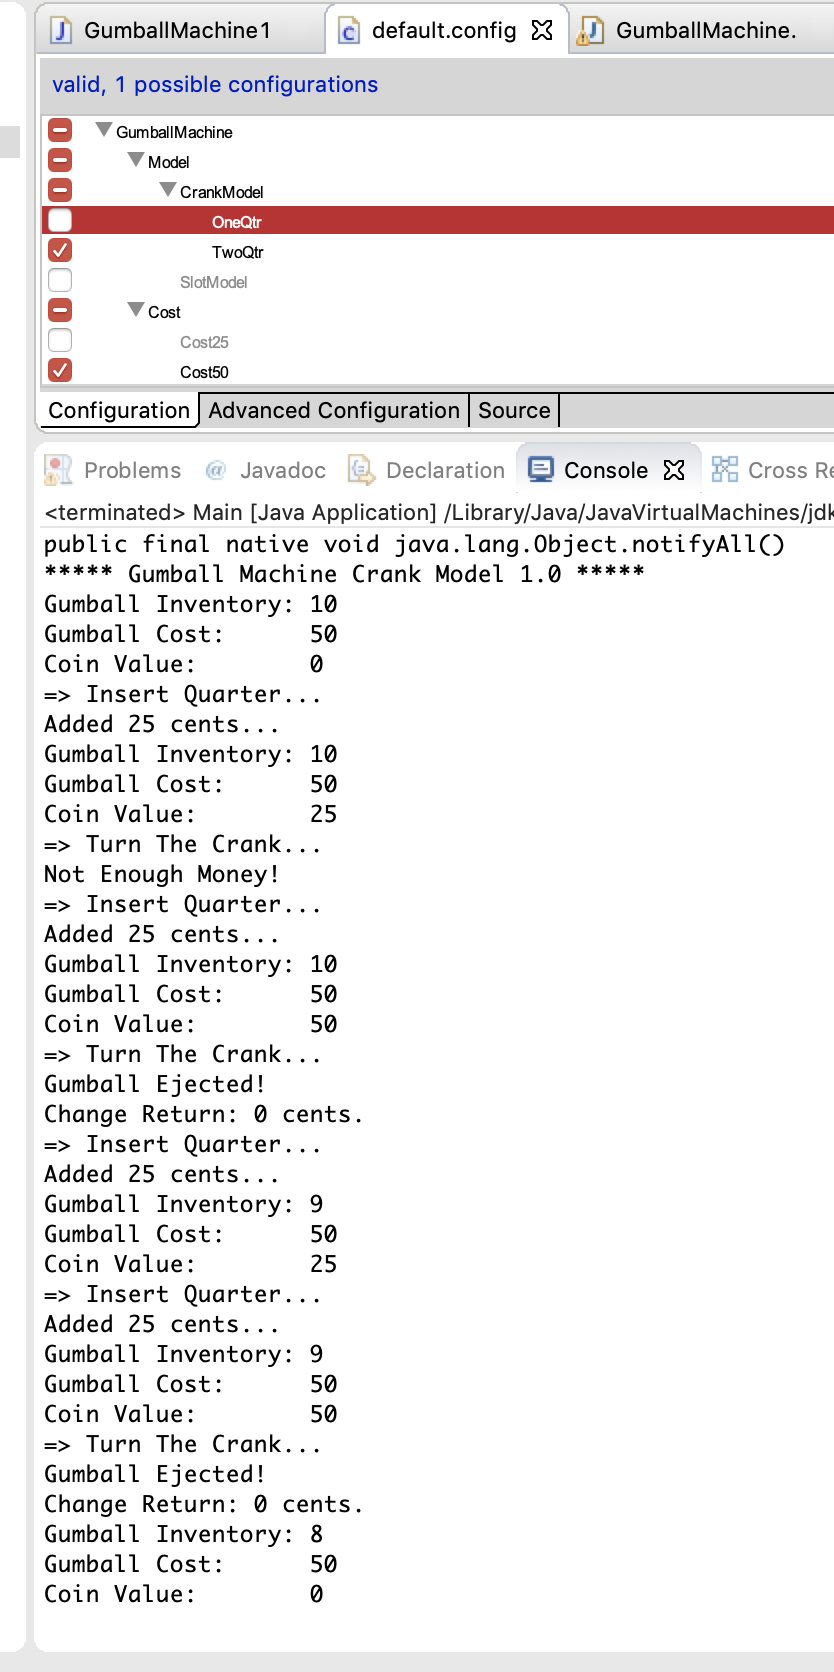 GumballMachine1 default.config GumballMachine.
valid, 1 possible configurations
GumballMachine
Model
CrankModel
OneQtr
TwoQtr
SlotModel
Cost
Cost25
Cost50
Configuration Advanced Configuration Source
Problems @ Javadoc Declaration Console Cross Re
<terminated> Main [Java Application] /Library/Java/JavaVirtualMachines/jdk
public final native void java.lang.Object.notifyAll()
***** Gumball Machine Crank Model 1.0 *****
Gumball Inventory: 10
Gumball Cost: 50
Coin Value: 0
=> Insert Quarter...
Added 25 cents...
Gumball Inventory: 10
Gumball Cost: 50
Coin Value: 25
=> Turn The Crank...
Not Enough Money!
=> Insert Quarter...
Added 25 cents...
Gumball Inventory: 10
Gumball Cost: 50
Coin Value: 50
=> Turn The Crank...
Gumball Ejected!
Change Return: 0 cents.
=> Insert Quarter...
Added 25 cents...
Gumball Inventory: 9
Gumball Cost: 50
Coin Value: 25
=> Insert Quarter...
Added 25 cents...
Gumball Inventory: 9
Gumball Cost: 50
Coin Value: 50
=> Turn The Crank...
Gumball Ejected!
Change Return: 0 cents.
Gumball Inventory: 8
Gumball Cost: 50
Coin Value: 0